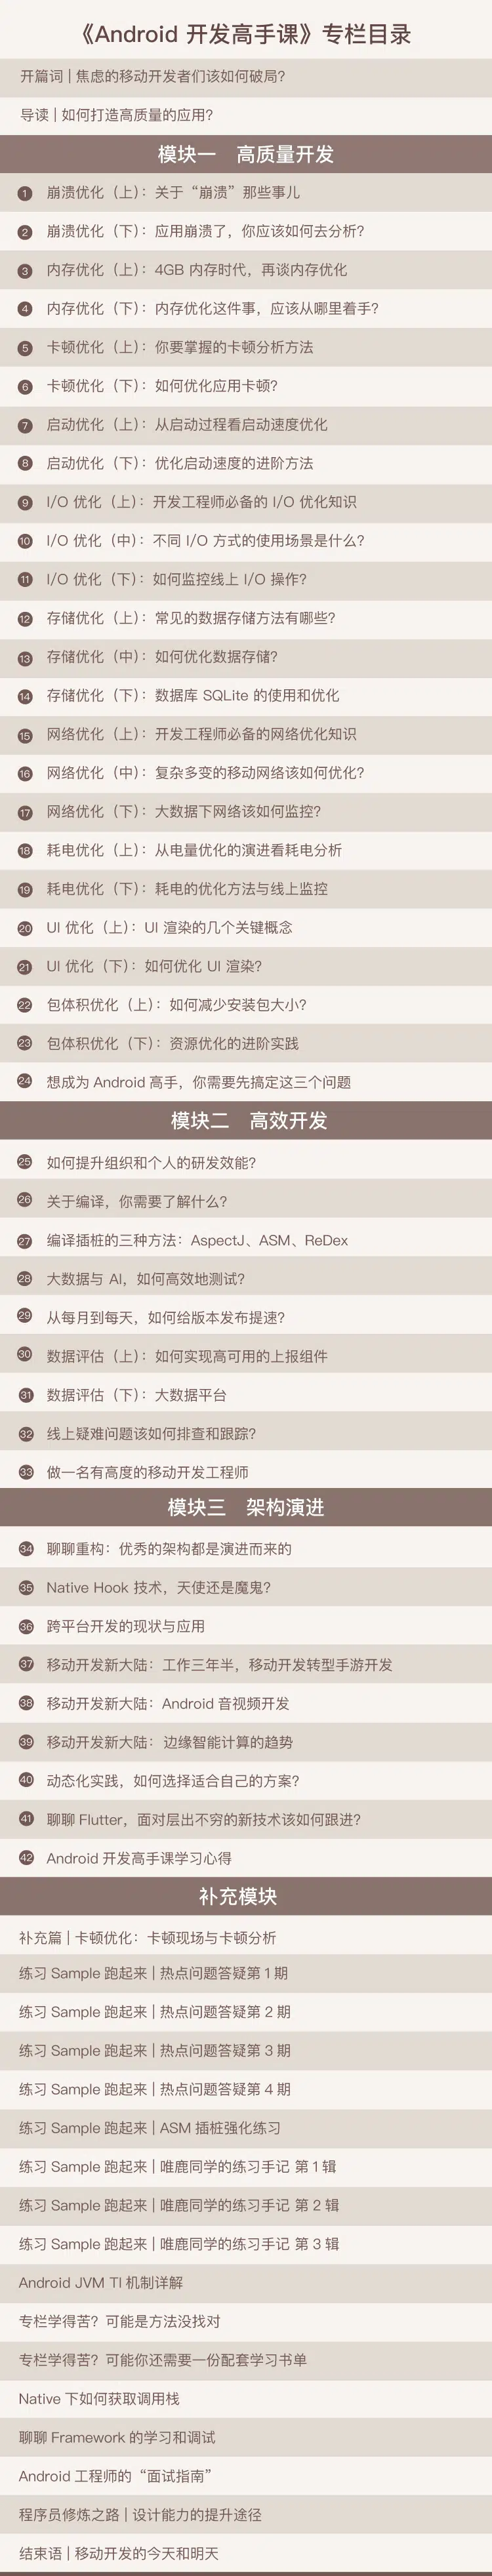 《Android 开发高手课》专栏目录
开篇词 | 焦虑的移动开发者们该如何破局?
导读 | 如何打造高质量的应用?
模块一 高质量开发
1 崩溃优化（上）：关于“崩溃”那些事儿
2 崩溃优化（下）：应用崩溃了，你应该如何去分析?
3 内存优化（上）：4GB 内存时代，再谈内存优化
4 内存优化（下）：内存优化这件事，应该从哪里着手?
5 卡顿优化（上）：你要掌握的卡顿分析方法
6 卡顿优化（下）：如何优化应用卡顿?
7 启动优化（上）：从启动过程看启动速度优化
8 启动优化（下）：优化启动速度的进阶方法
9 I/O 优化（上）：开发工程师必备的 I/O 优化知识
10 I/O 优化（中）：不同 I/O 方式的使用场景是什么?
11 I/O 优化（下）：如何监控线上 I/O 操作?
12 存储优化（上）：常见的数据存储方法有哪些?
13 存储优化（中）：如何优化数据存储?
14 存储优化（下）：数据库 SQLite 的使用和优化
15 网络优化（上）：开发工程师必备的网络优化知识
16 网络优化（中）：复杂多变的移动网络该如何优化?
17 网络优化（下）：大数据下网络该如何监控?
18 耗电优化（上）：从电量优化的演进看耗电分析
19 耗电优化（下）：耗电的优化方法与线上监控
20 UI 优化（上）：UI 渲染的几个关键概念
21 UI 优化（下）：如何优化 UI 渲染?
22 包体积优化（上）：如何减少安装包大小?
23 包体积优化（下）：资源优化的进阶实践
24 想成为 Android 高手，你需要先搞定这三个问题
模块二 高效开发
25 如何提升组织和个人的研发效能?
26 关于编译，你需要了解什么?
27 编译插桩的三种方法：AspectJ、ASM、ReDex
28 大数据与 AI，如何高效地测试?
29 从每月到每天，如何给版本发布提速?
30 数据评估（上）：如何实现高可用的上报组件
31 数据评估（下）：大数据平台
32 线上疑难问题该如何排查和跟踪?
33 做一名有高度的移动开发工程师
模块三 架构演进
34 聊聊重构：优秀的架构都是演进而来的
35 Native Hook 技术，天使还是魔鬼?
36 跨平台开发的现状与应用
37 移动开发新大陆：工作三年半，移动开发转型手游开发
38 移动开发新大陆：Android 音视频开发
39 移动开发新大陆：边缘智能计算的趋势
40 动态化实践，如何选择适合自己的方案?
41 聊聊 Flutter，面对层出不穷的新技术该如何跟进?
42 Android 开发高手课学习心得
补充模块
补充篇 | 卡顿优化：卡顿现场与卡顿分析
练习 Sample 跑起来 | 热点问题答疑第 1 期
练习 Sample 跑起来 | 热点问题答疑第 2 期
练习 Sample 跑起来 | 热点问题答疑第 3 期
练习 Sample 跑起来 | 热点问题答疑第 4 期
练习 Sample 跑起来 | ASM 插桩强化练习
练习 Sample 跑起来 | 唯鹿同学的练习手记 第 1 辑
练习 Sample 跑起来 | 唯鹿同学的练习手记 第 2 辑
练习 Sample 跑起来 | 唯鹿同学的练习手记 第 3 辑
Android JVM TI 机制详解
专栏学得苦? 可能是方法没找对
专栏学得苦? 可能你还需要一份配套学习书单
Native 下如何获取调用栈
聊聊 Framework 的学习和调试
Android 工程师的“面试指南”
程序员修炼之路 | 设计能力的提升途径
结束语 | 移动开发的今天和明天